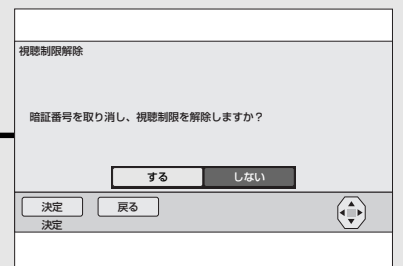 視聴制限解除
暗証番号を取り消し、視聴制限を解除しますか？
する しない
決定 戻る
決定